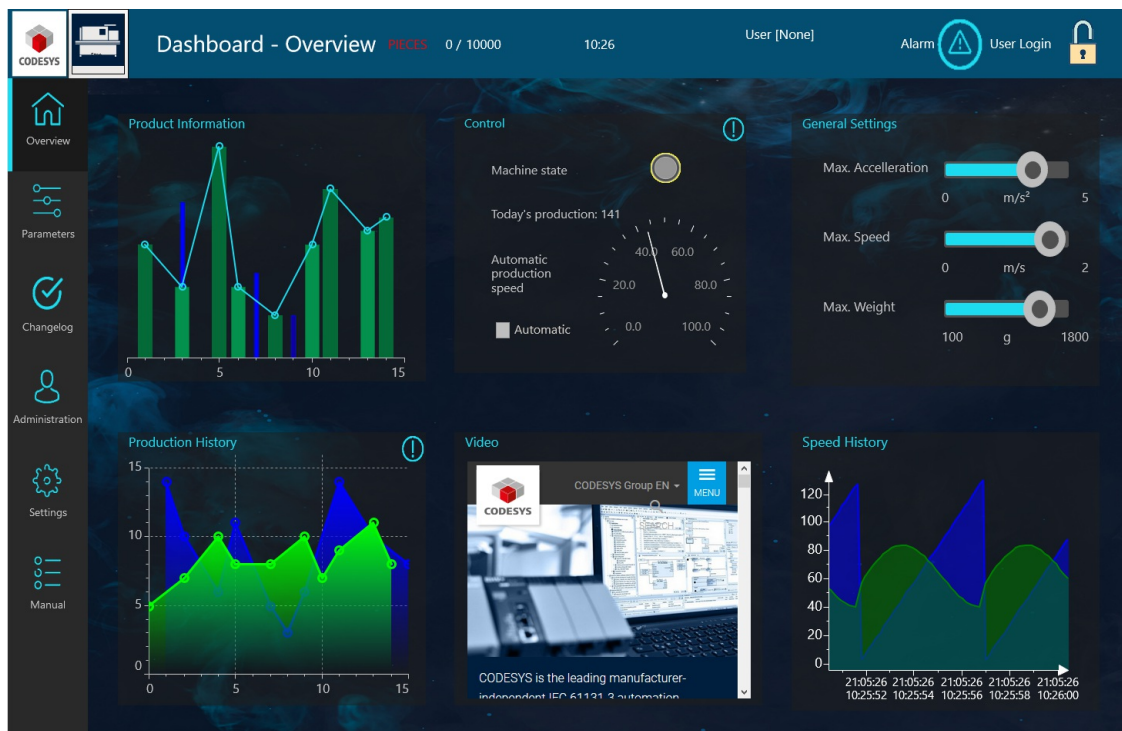 CODESYS
Dashboard - Overview PIECES 0 / 10000 10:26 User [None] Alarm User Login
Overview
Parameters
Changelog
Administration
Settings
Manual
Product Information
0 5 10 15
Control
Machine state
Today's production: 141
Automatic
production
speed
Automatic
0.0 20.0 40.0 60.0 80.0 100.0
General Settings
Max. Accelleration
0 m/s² 5
Max. Speed
0 m/s 2
Max. Weight
100 g 1800
Production History
15
10
5
0
0 5 10 15
Video
CODESYS
CODESYS Group EN
MENU
SEARCH
CODESYS is the leading manufacturer-
independent IEC 61131-3 automation
Speed History
120
100
80
60
40
20
0
21:05:26 21:05:26 21:05:26 21:05:26 21:05:26
10:25:52 10:25:54 10:25:56 10:25:58 10:26:00